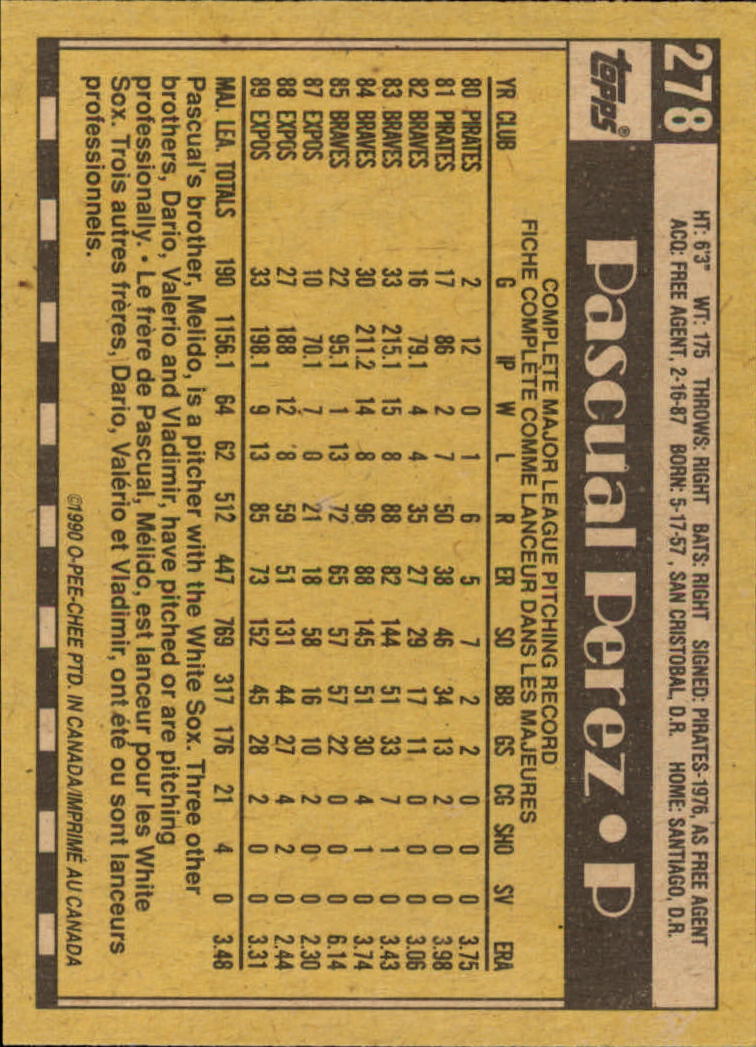 278
HT: 6'3" WT: 175 THROWS: RIGHT BATS: RIGHT SIGNED: PIRATES-1976, AS FREE AGENT
ACQ: FREE AGENT, 2-16-87 BORN: 5-17-57, SAN CRISTOBAL, D.R. HOME: SANTIAGO, D.R.
TOPPS®
Pascual Perez • P
COMPLETE MAJOR LEAGUE PITCHING RECORD
FICHE COMPLÈTE COMME LANCEUR DANS LES MAJEURES
YR CLUB G IP W L R ER SO BB GS CG SHO SV ERA
80 PIRATES 2 12 0 1 6 5 7 2 2 0 0 0 3.75
81 PIRATES 17 86 2 7 50 38 46 34 13 2 0 0 3.98
82 BRAVES 16 79.1 4 4 35 27 29 17 11 0 0 0 3.06
83 BRAVES 33 215.1 15 8 88 82 144 51 33 7 1 0 3.43
84 BRAVES 30 211.2 14 8 96 88 145 51 30 4 1 0 3.74
85 BRAVES 22 95.1 1 13 72 65 57 57 22 0 0 0 6.14
87 EXPOS 10 70.1 7 0 21 18 58 16 10 2 0 0 2.30
88 EXPOS 27 188 12 8 59 51 131 44 27 4 2 0 2.44
89 EXPOS 33 198.1 9 13 85 73 152 45 28 2 0 0 3.31
MAJ. LEA. TOTALS 190 1156.1 64 62 512 447 769 317 176 21 4 0 3.48
Pascual's brother, Melido, is a pitcher with the White Sox. Three other
brothers, Dario, Valerio and Vladimir, have pitched or are pitching
professionally. • Le frère de Pascual, Mélido, est lanceur pour les White
Sox. Trois autres frères, Dario, Valério et Vladimir, ont été ou sont lanceurs
professionnels.
©1990 O-PEE-CHEE PTD. IN CANADA/IMPRIMÉ AU CANADA